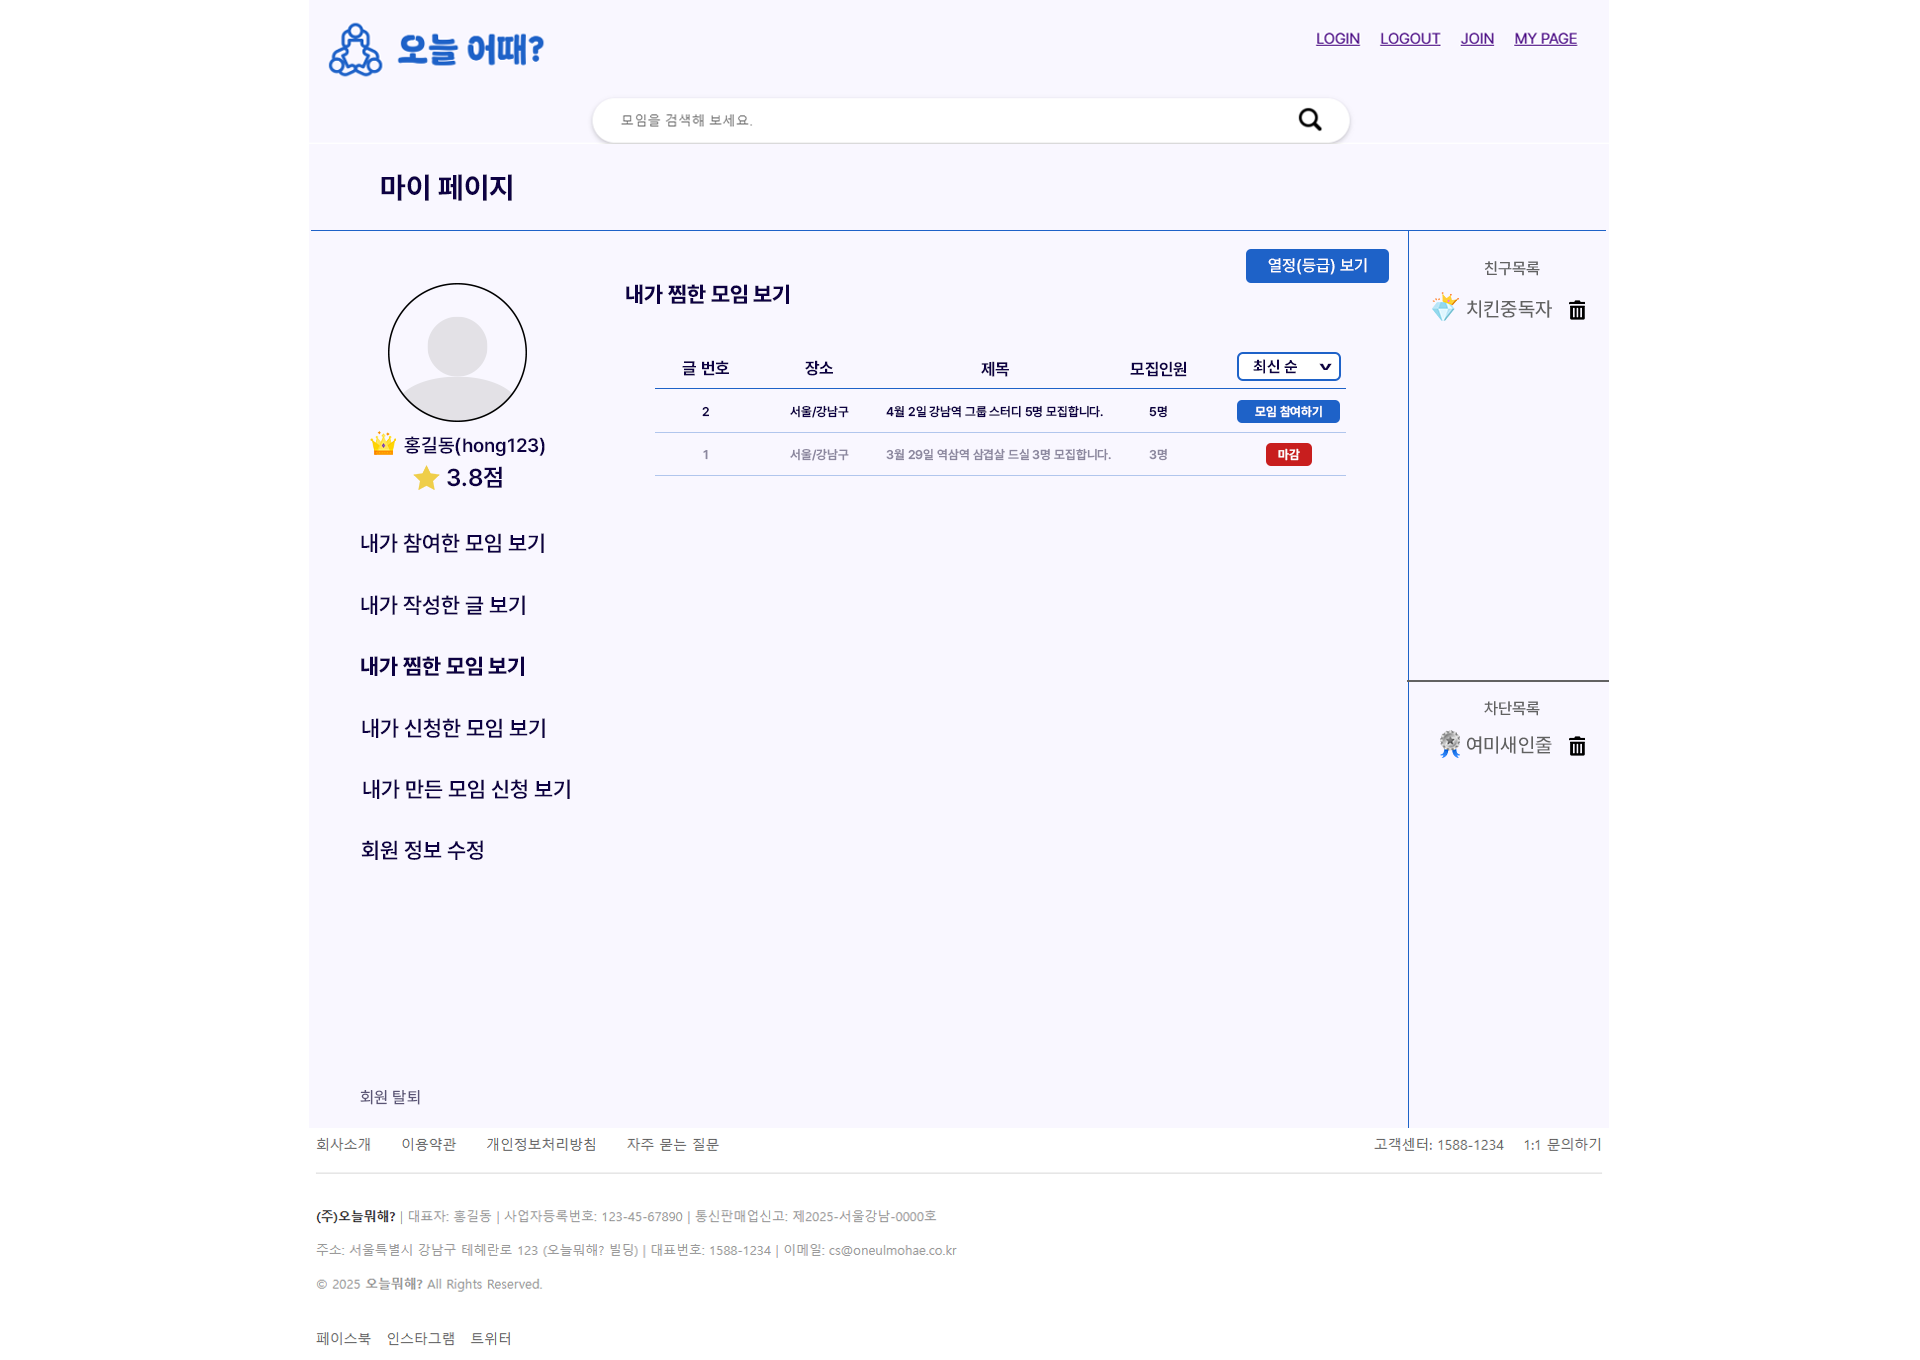 오늘 어때?
LOGIN LOGOUT JOIN MY PAGE
모임을 검색해 보세요.
마이 페이지
열정(등급) 보기
내가 찜한 모임 보기
글 번호 장소 제목 모집인원 최신 순
2 서울/강남구 4월 2일 강남역 그룹 스터디 5명 모집합니다. 5명 모임 참여하기
1 서울/강남구 3월 29일 역삼역 삼겹살 드실 3명 모집합니다. 3명 마감
홍길동(hong123)
3.8점
내가 참여한 모임 보기
내가 작성한 글 보기
내가 찜한 모임 보기
내가 신청한 모임 보기
내가 만든 모임 신청 보기
회원 정보 수정
회원 탈퇴
친구목록
치킨중독자
차단목록
여미새인줄
회사소개 이용약관 개인정보처리방침 자주 묻는 질문 고객센터: 1588-1234 1:1 문의하기
(주)오늘뭐해? | 대표자: 홍길동 | 사업자등록번호: 123-45-67890 | 통신판매업신고: 제2025-서울강남-0000호
주소: 서울특별시 강남구 테헤란로 123 (오늘뭐해? 빌딩) | 대표번호: 1588-1234 | 이메일: cs@oneulmohae.co.kr
© 2025 오늘뭐해? All Rights Reserved.
페이스북 인스타그램 트위터